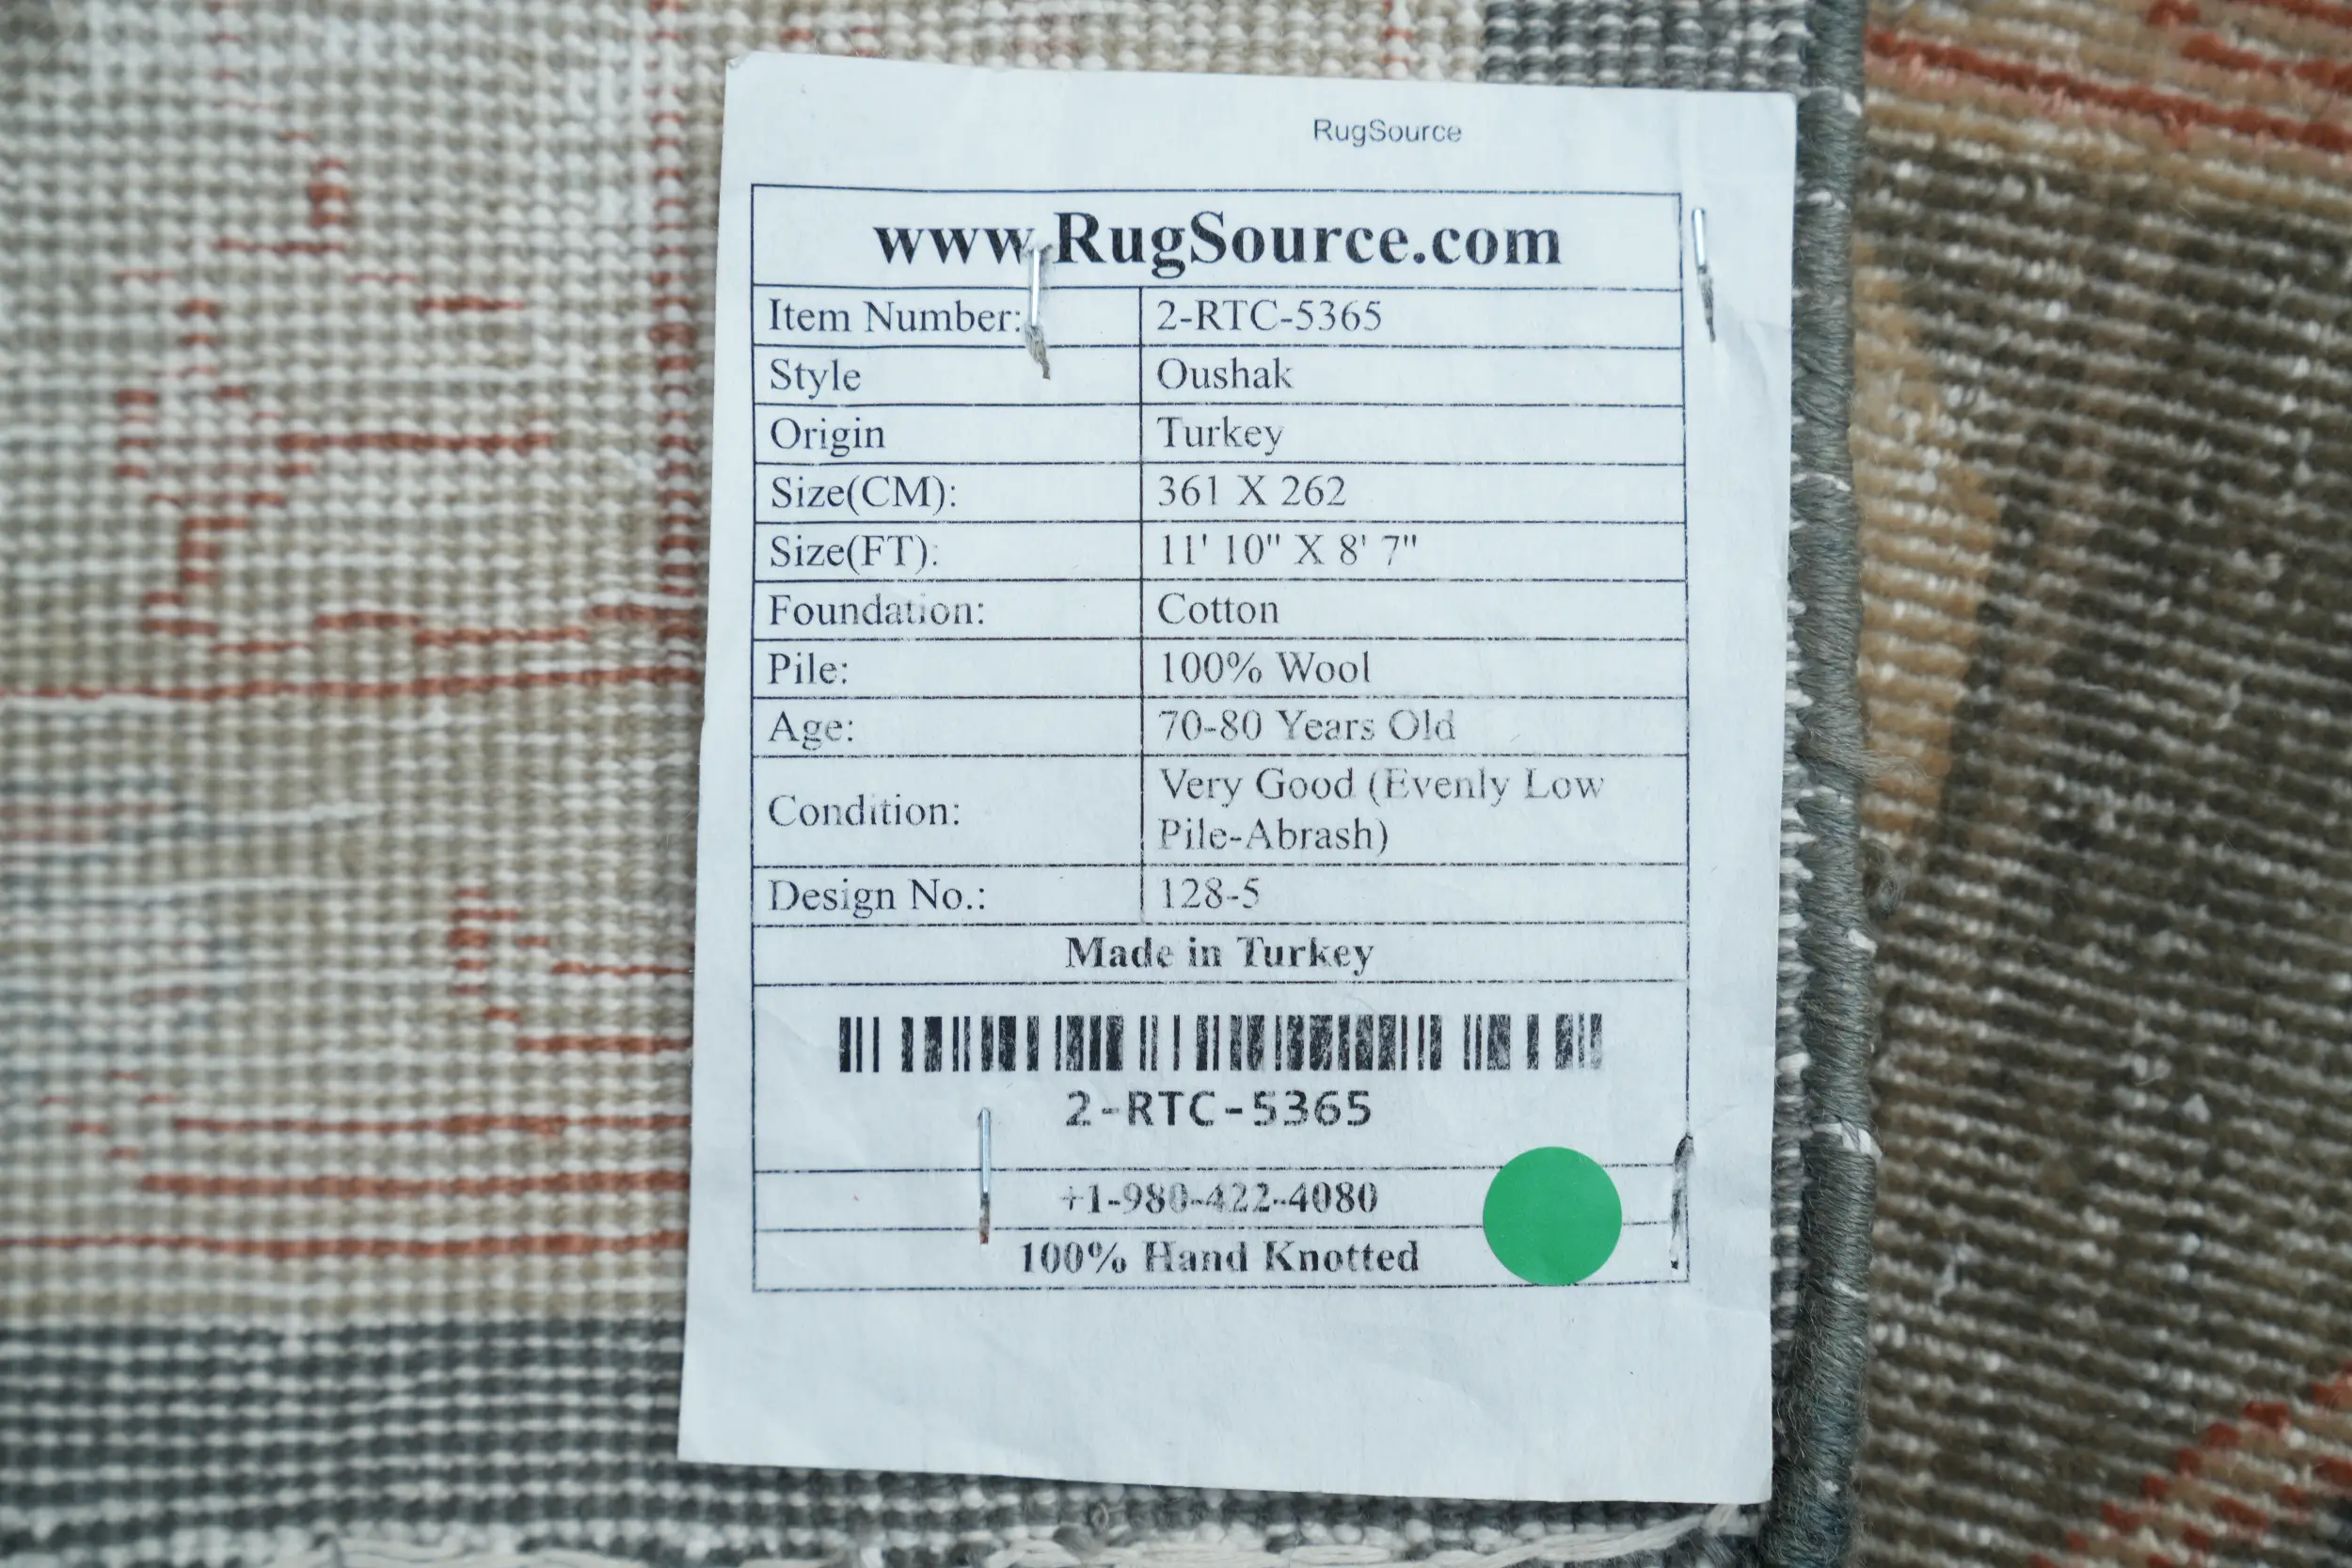 RugSource
www.RugSource.com
Item Number: 2-RTC-5365
Style Oushak
Origin Turkey
Size(CM): 361 X 262
Size(FT): 11' 10" X 8' 7"
Foundation: Cotton
Pile: 100% Wool
Age: 70-80 Years Old
Condition: Very Good (Evenly Low
Pile-Abrash)
Design No.: 128-5
Made in Turkey
2-RTC-5365
+1-980-422-4080
100% Hand Knotted